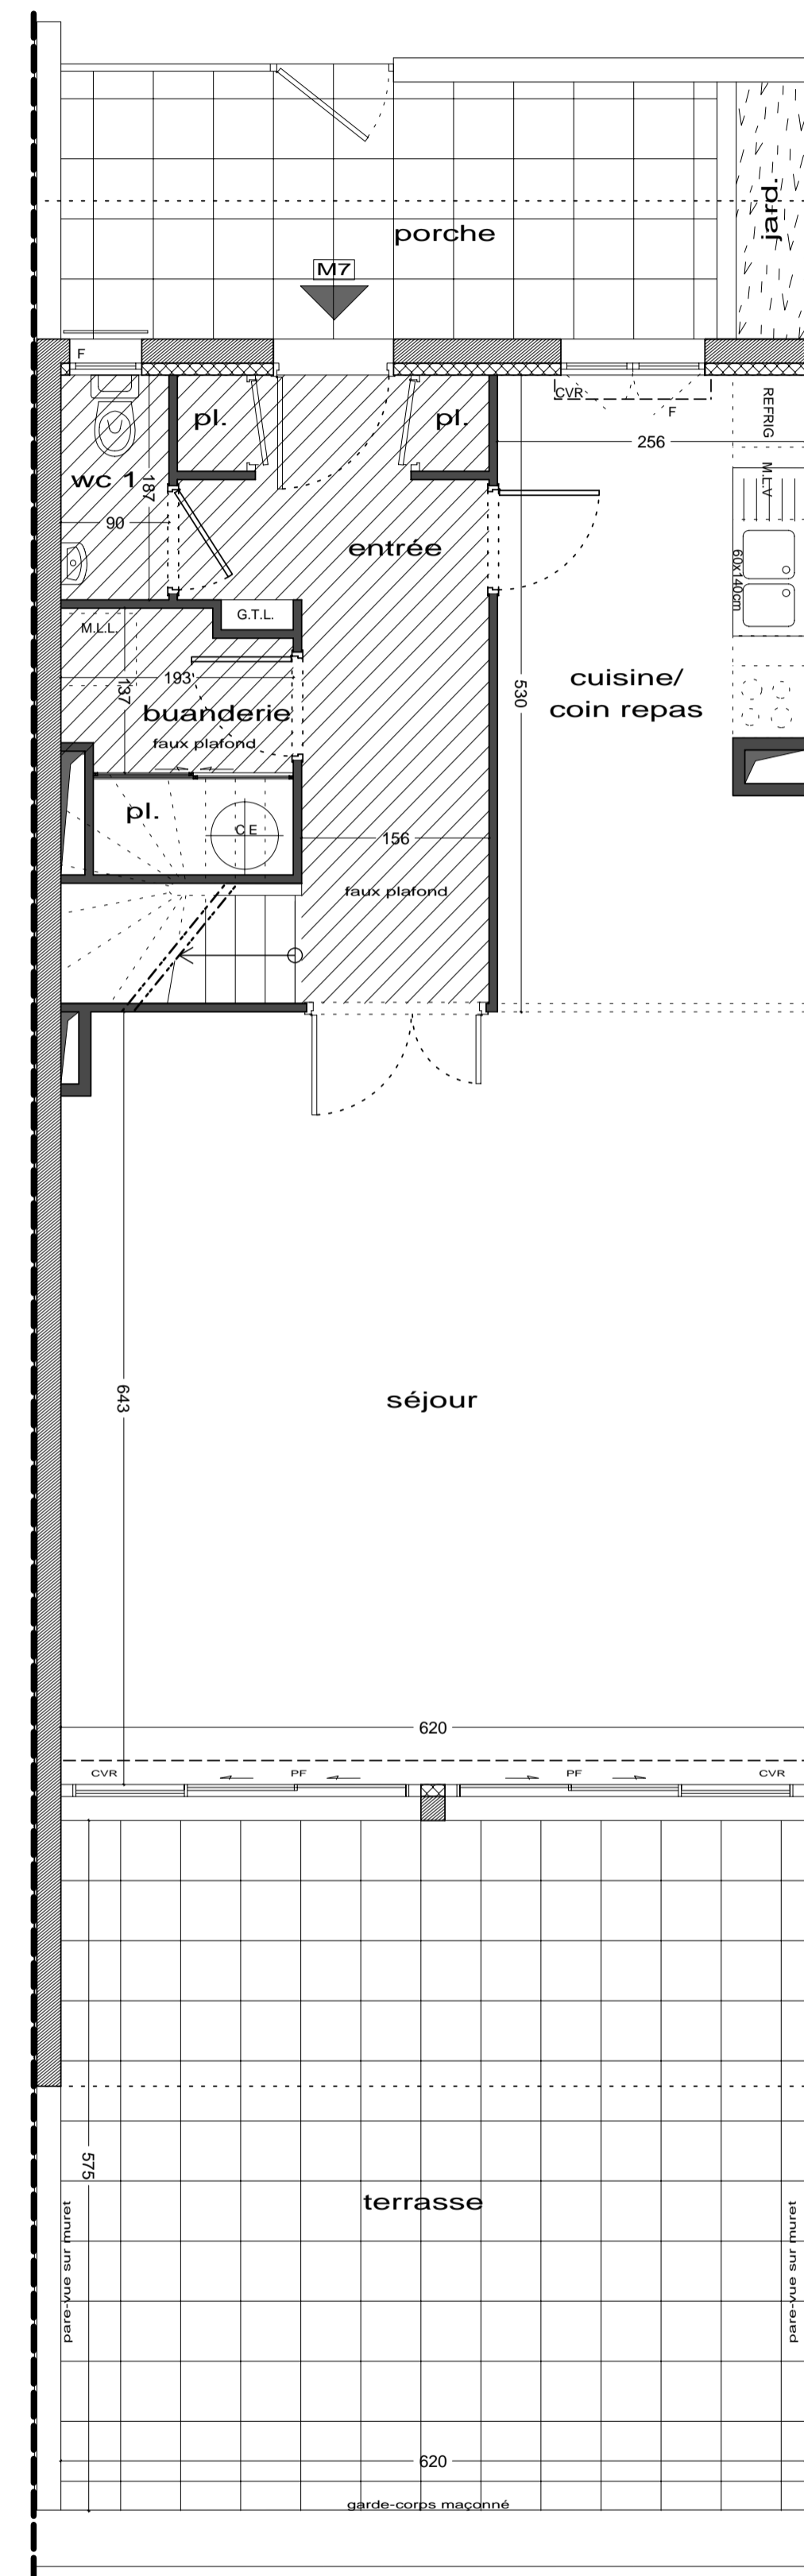 jard.
porche
M7
F
CVR
F
REFRIG
pl.
pl.
256
wc 1
187
M.L.V
90
entrée
60x140cm
G.T.L.
M.L.L.
193
137
cuisine/
coin repas
530
buanderie
faux plafond
pl.
C E
156
faux plafond
643
séjour
620
CVR
PF
PF
CVR
575
terrasse
pare-vue sur muret
pare-vue sur muret
620
garde-corps maçonné